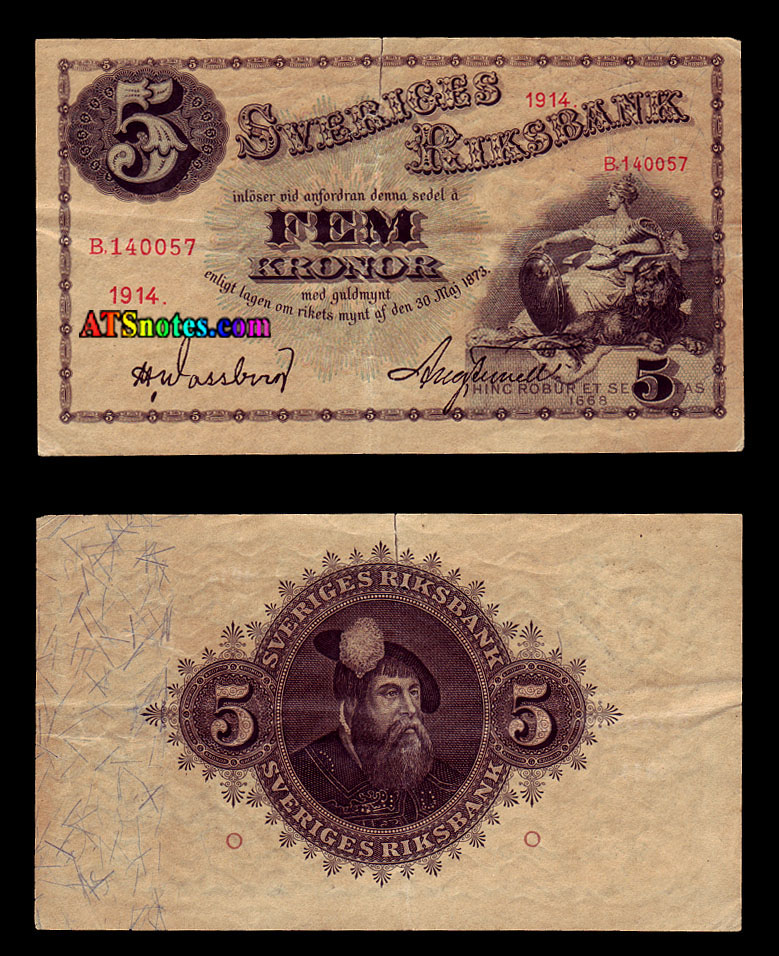 5
SVERIGES
RIKSBANK
1914.
B.140057
inlöser vid anfordran denna sedel å
FEM
KRONOR
med guldmynt
enligt lagen om rikets mynt af den 30 Maj 1873.
B.140057
1914.
ATSnotes.com
HINC ROBUR ET SE TAS
1668
5
SVERIGES RIKSBANK
5
5
SVERIGES RIKSBANK
O
O